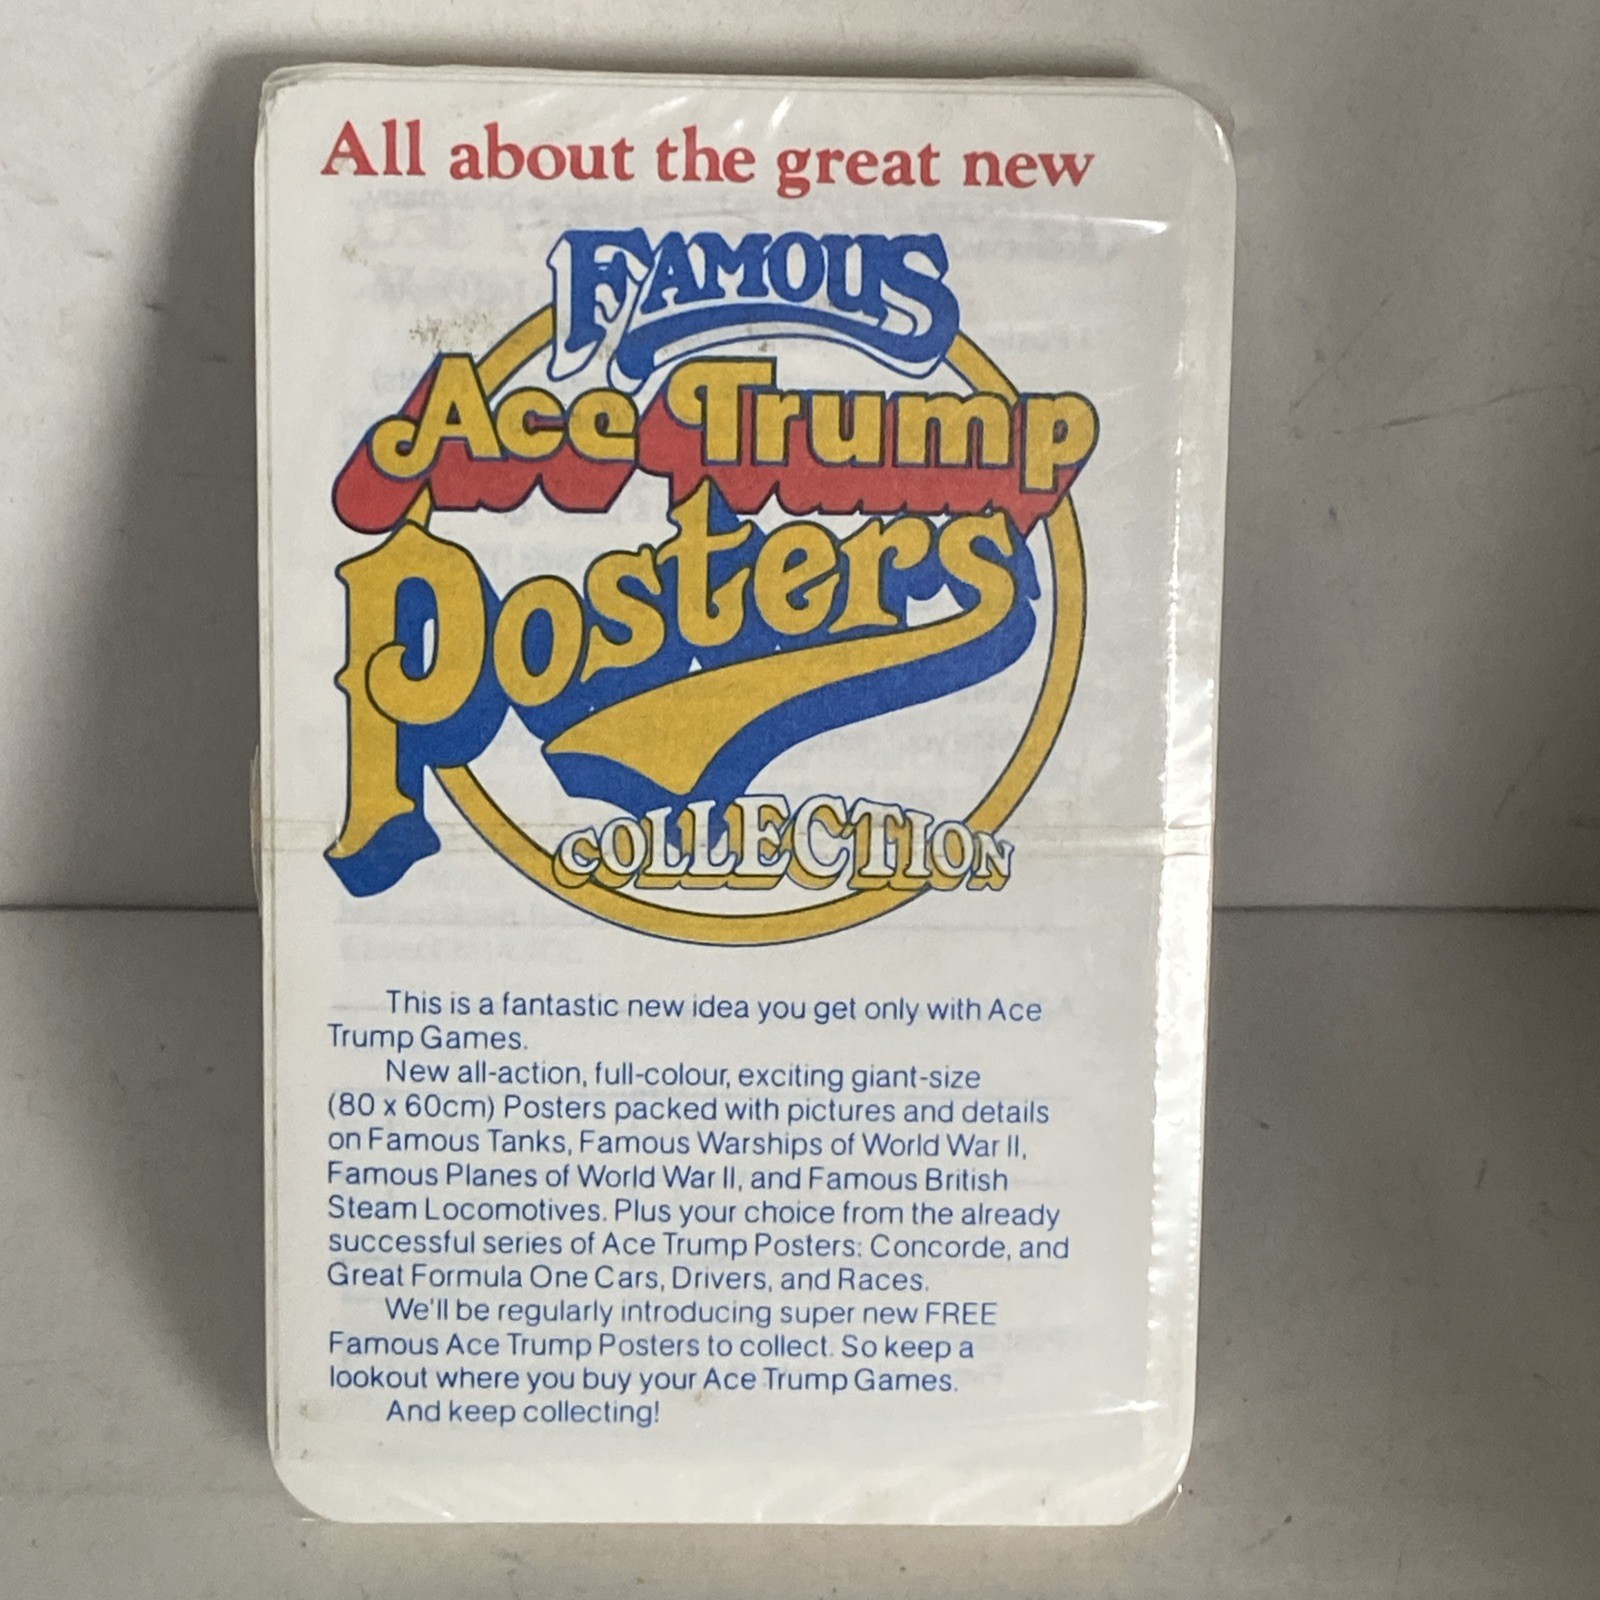 All about the great new
FAMOUS
Ace Trump
Posters
COLLECTION
This is a fantastic new idea you get only with Ace
Trump Games.
New all-action, full-colour, exciting giant-size
(80 x 60cm) Posters packed with pictures and details
on Famous Tanks, Famous Warships of World War II,
Famous Planes of World War II, and Famous British
Steam Locomotives. Plus your choice from the already
successful series of Ace Trump Posters: Concorde, and
Great Formula One Cars, Drivers, and Races.
We'll be regularly introducing super new FREE
Famous Ace Trump Posters to collect. So keep a
lookout where you buy your Ace Trump Games.
And keep collecting!